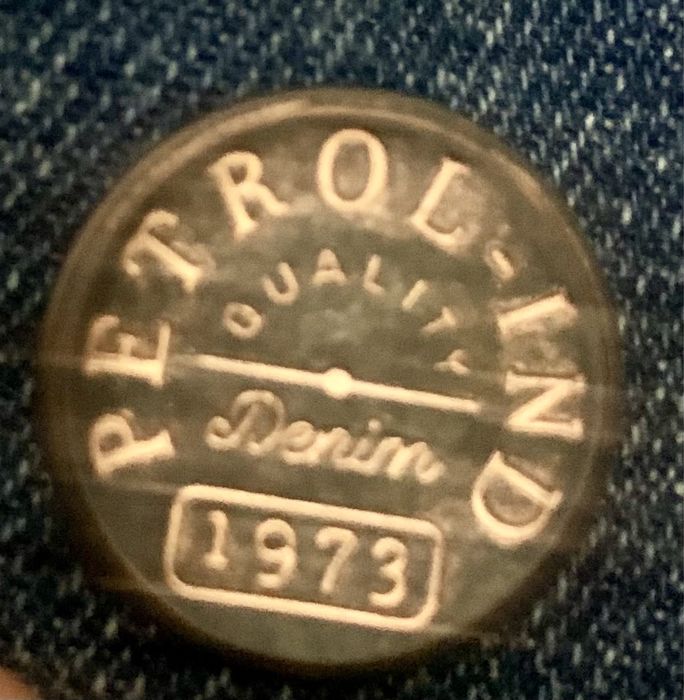 PETROL-IND
QUALITY
Denim
1973